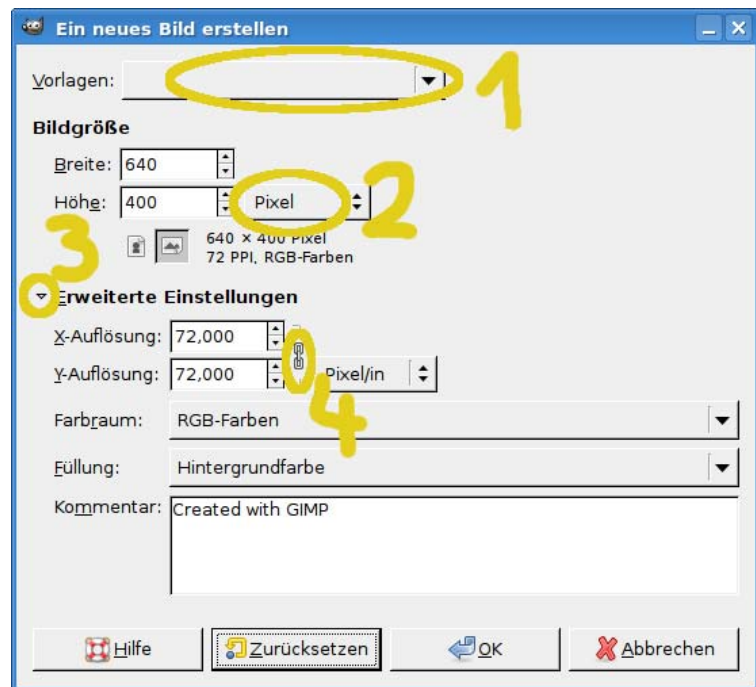 Ein neues Bild erstellen
Vorlagen:
1
Bildgröße
Breite: 640
Höhe: 400 Pixel
2
640 × 400 Pixel
72 PPI, RGB-Farben
3
Erweiterte Einstellungen
X-Auflösung: 72,000
Y-Auflösung: 72,000 Pixel/in
4
Farbraum: RGB-Farben
Füllung: Hintergrundfarbe
Kommentar: Created with GIMP
Hilfe Zurücksetzen OK Abbrechen